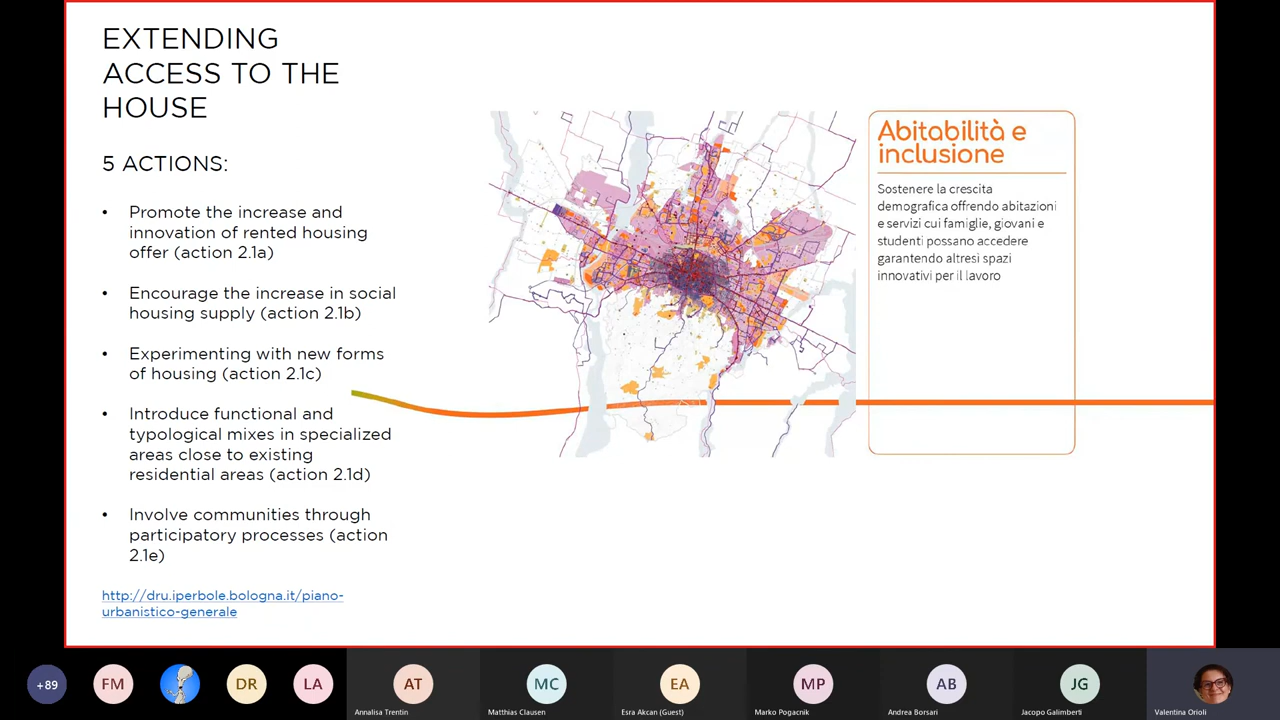 EXTENDING
ACCESS TO THE
HOUSE
5 ACTIONS:
• Promote the increase and
innovation of rented housing
offer (action 2.1a)
• Encourage the increase in social
housing supply (action 2.1b)
• Experimenting with new forms
of housing (action 2.1c)
• Introduce functional and
typological mixes in specialized
areas close to existing
residential areas (action 2.1d)
• Involve communities through
participatory processes (action
2.1e)
http://dru.iperbole.bologna.it/piano-
urbanistico-generale
Abitabilità e
inclusione
Sostenere la crescita
demografica offrendo abitazioni
e servizi cui famiglie, giovani e
studenti possano accedere
garantendo altresì spazi
innovativi per il lavoro
+89
FM
DR
LA
AT
Annalisa Trentin
MC
Matthias Clausen
EA
Esra Akcan (Guest)
MP
Marko Pogacnik
AB
Andrea Borsari
JG
Jacopo Galimberti
Valentina Orioli